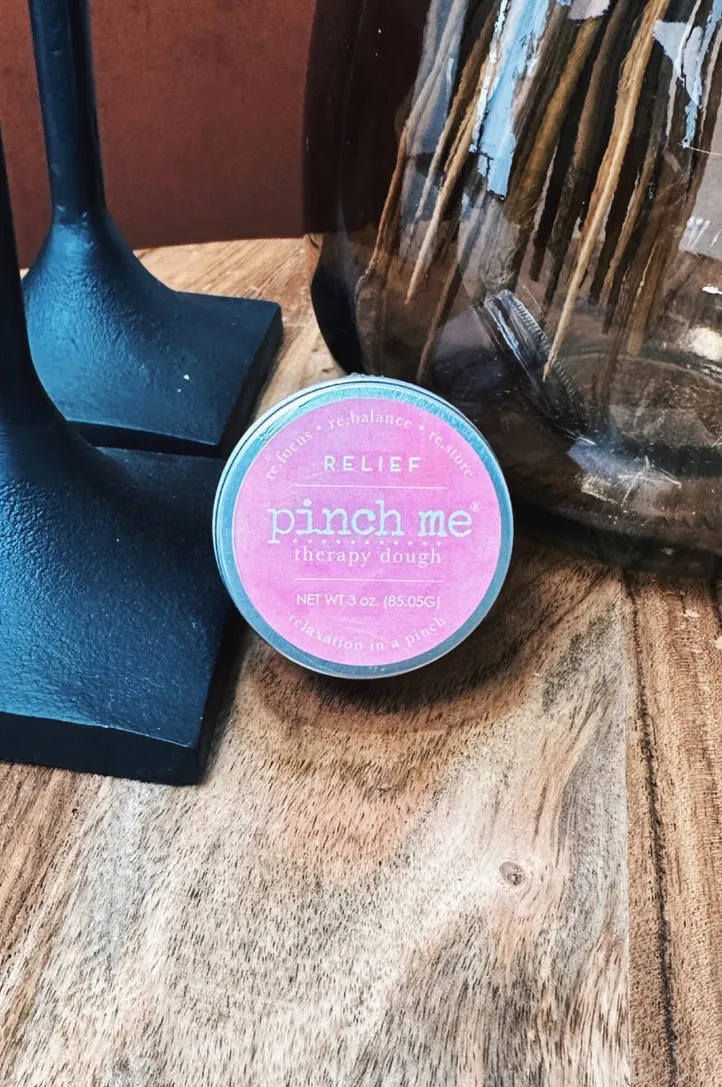 re.focus • re.balance • re.store
RELIEF
pinch me®
therapy dough
NET WT 3 oz. (85.05G)
relaxation in a pinch